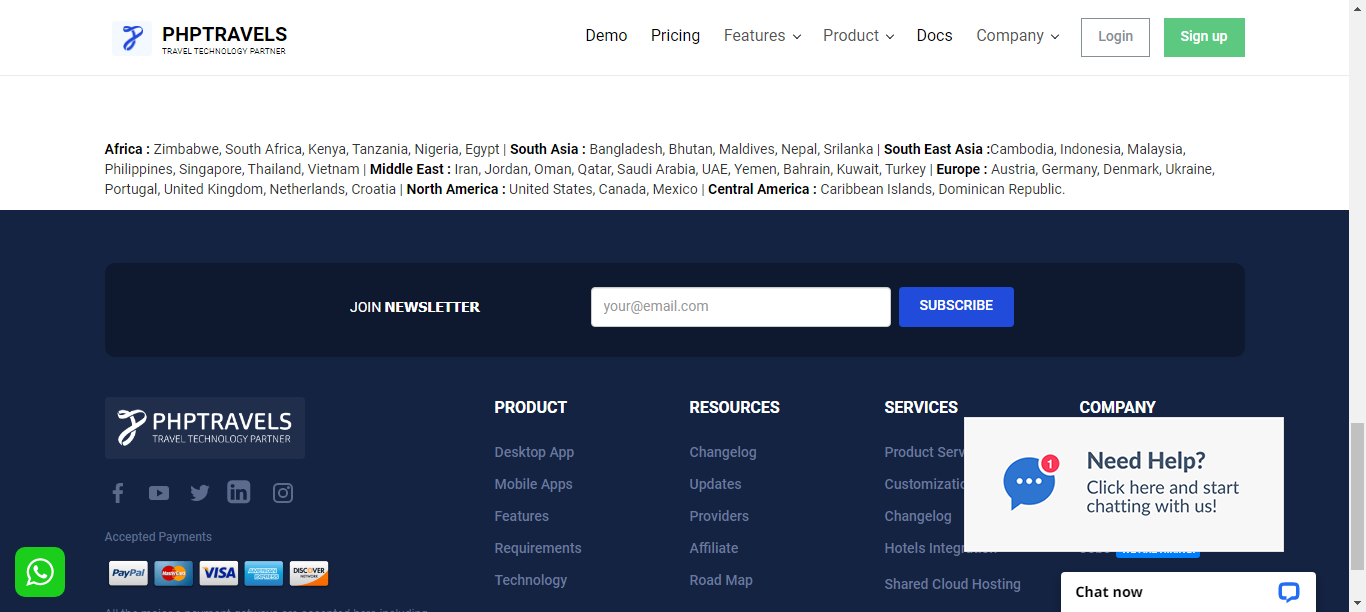 PHPTRAVELS
TRAVEL TECHNOLOGY PARTNER
Demo Pricing Features Product Docs Company Login Sign up
Africa : Zimbabwe, South Africa, Kenya, Tanzania, Nigeria, Egypt | South Asia : Bangladesh, Bhutan, Maldives, Nepal, Srilanka | South East Asia :Cambodia, Indonesia, Malaysia,
Philippines, Singapore, Thailand, Vietnam | Middle East : Iran, Jordan, Oman, Qatar, Saudi Arabia, UAE, Yemen, Bahrain, Kuwait, Turkey | Europe : Austria, Germany, Denmark, Ukraine,
Portugal, United Kingdom, Netherlands, Croatia | North America : United States, Canada, Mexico | Central America : Caribbean Islands, Dominican Republic.
JOIN NEWSLETTER your@email.com SUBSCRIBE
PHPTRAVELS
TRAVEL TECHNOLOGY PARTNER
Accepted Payments
PayPal MasterCard VISA AMERICAN EXPRESS DISCOVER NETWORK
PRODUCT
Desktop App
Mobile Apps
Features
Requirements
Technology
RESOURCES
Changelog
Updates
Providers
Affiliate
Road Map
SERVICES
Product Serv
Customizatio
Changelog
Hotels Integration
Shared Cloud Hosting
COMPANY
1
Need Help?
Click here and start
chatting with us!
Chat now